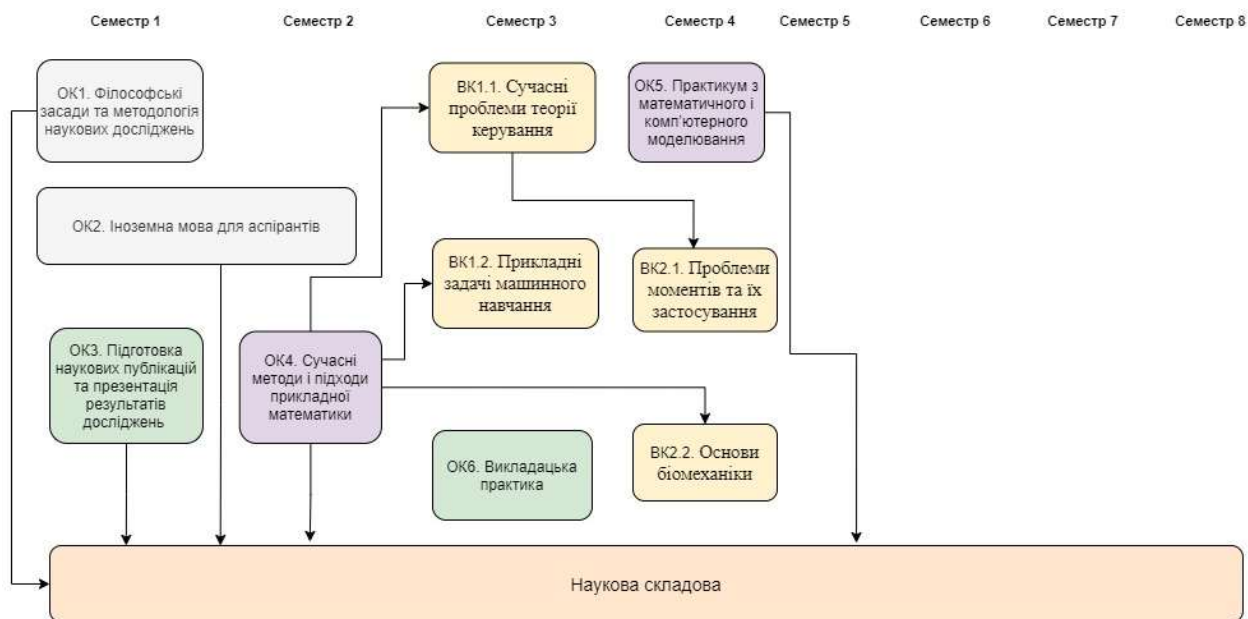 Семестр 1 Семестр 2 Семестр 3 Семестр 4 Семестр 5 Семестр 6 Семестр 7 Семестр 8
ОК1. Філософські
засади та методологія
наукових досліджень
ВК1.1. Сучасні
проблеми теорії
керування
ОК5. Практикум з
математичного і
комп'ютерного
моделювання
ОК2. Іноземна мова для аспірантів
ВК1.2. Прикладні
задачі машинного
навчання
ВК2.1. Проблеми
моментів та їх
застосування
ОК3. Підготовка
наукових публікацій
та презентація
результатів
досліджень
ОК4. Сучасні
методи і підходи
прикладної
математики
ОК6. Викладацька
практика
ВК2.2. Основи
біомеханіки
Наукова складова